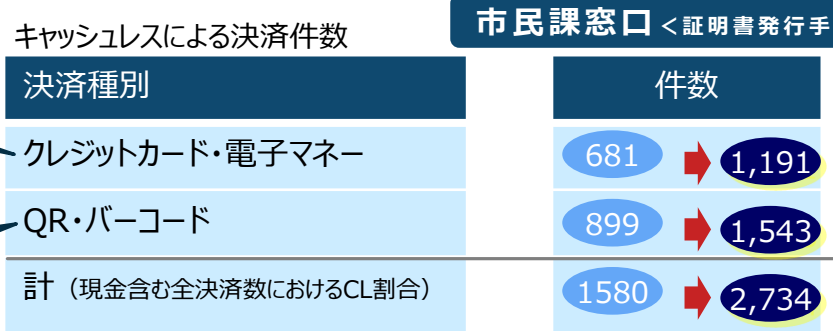 市民課窓口<証明書発行手
キャッシュレスによる決済件数
決済種別 件数
クレジットカード・電子マネー 681 1,191
QR・バーコード 899 1,543
計（現金含む全決済数におけるCL割合） 1580 2,734